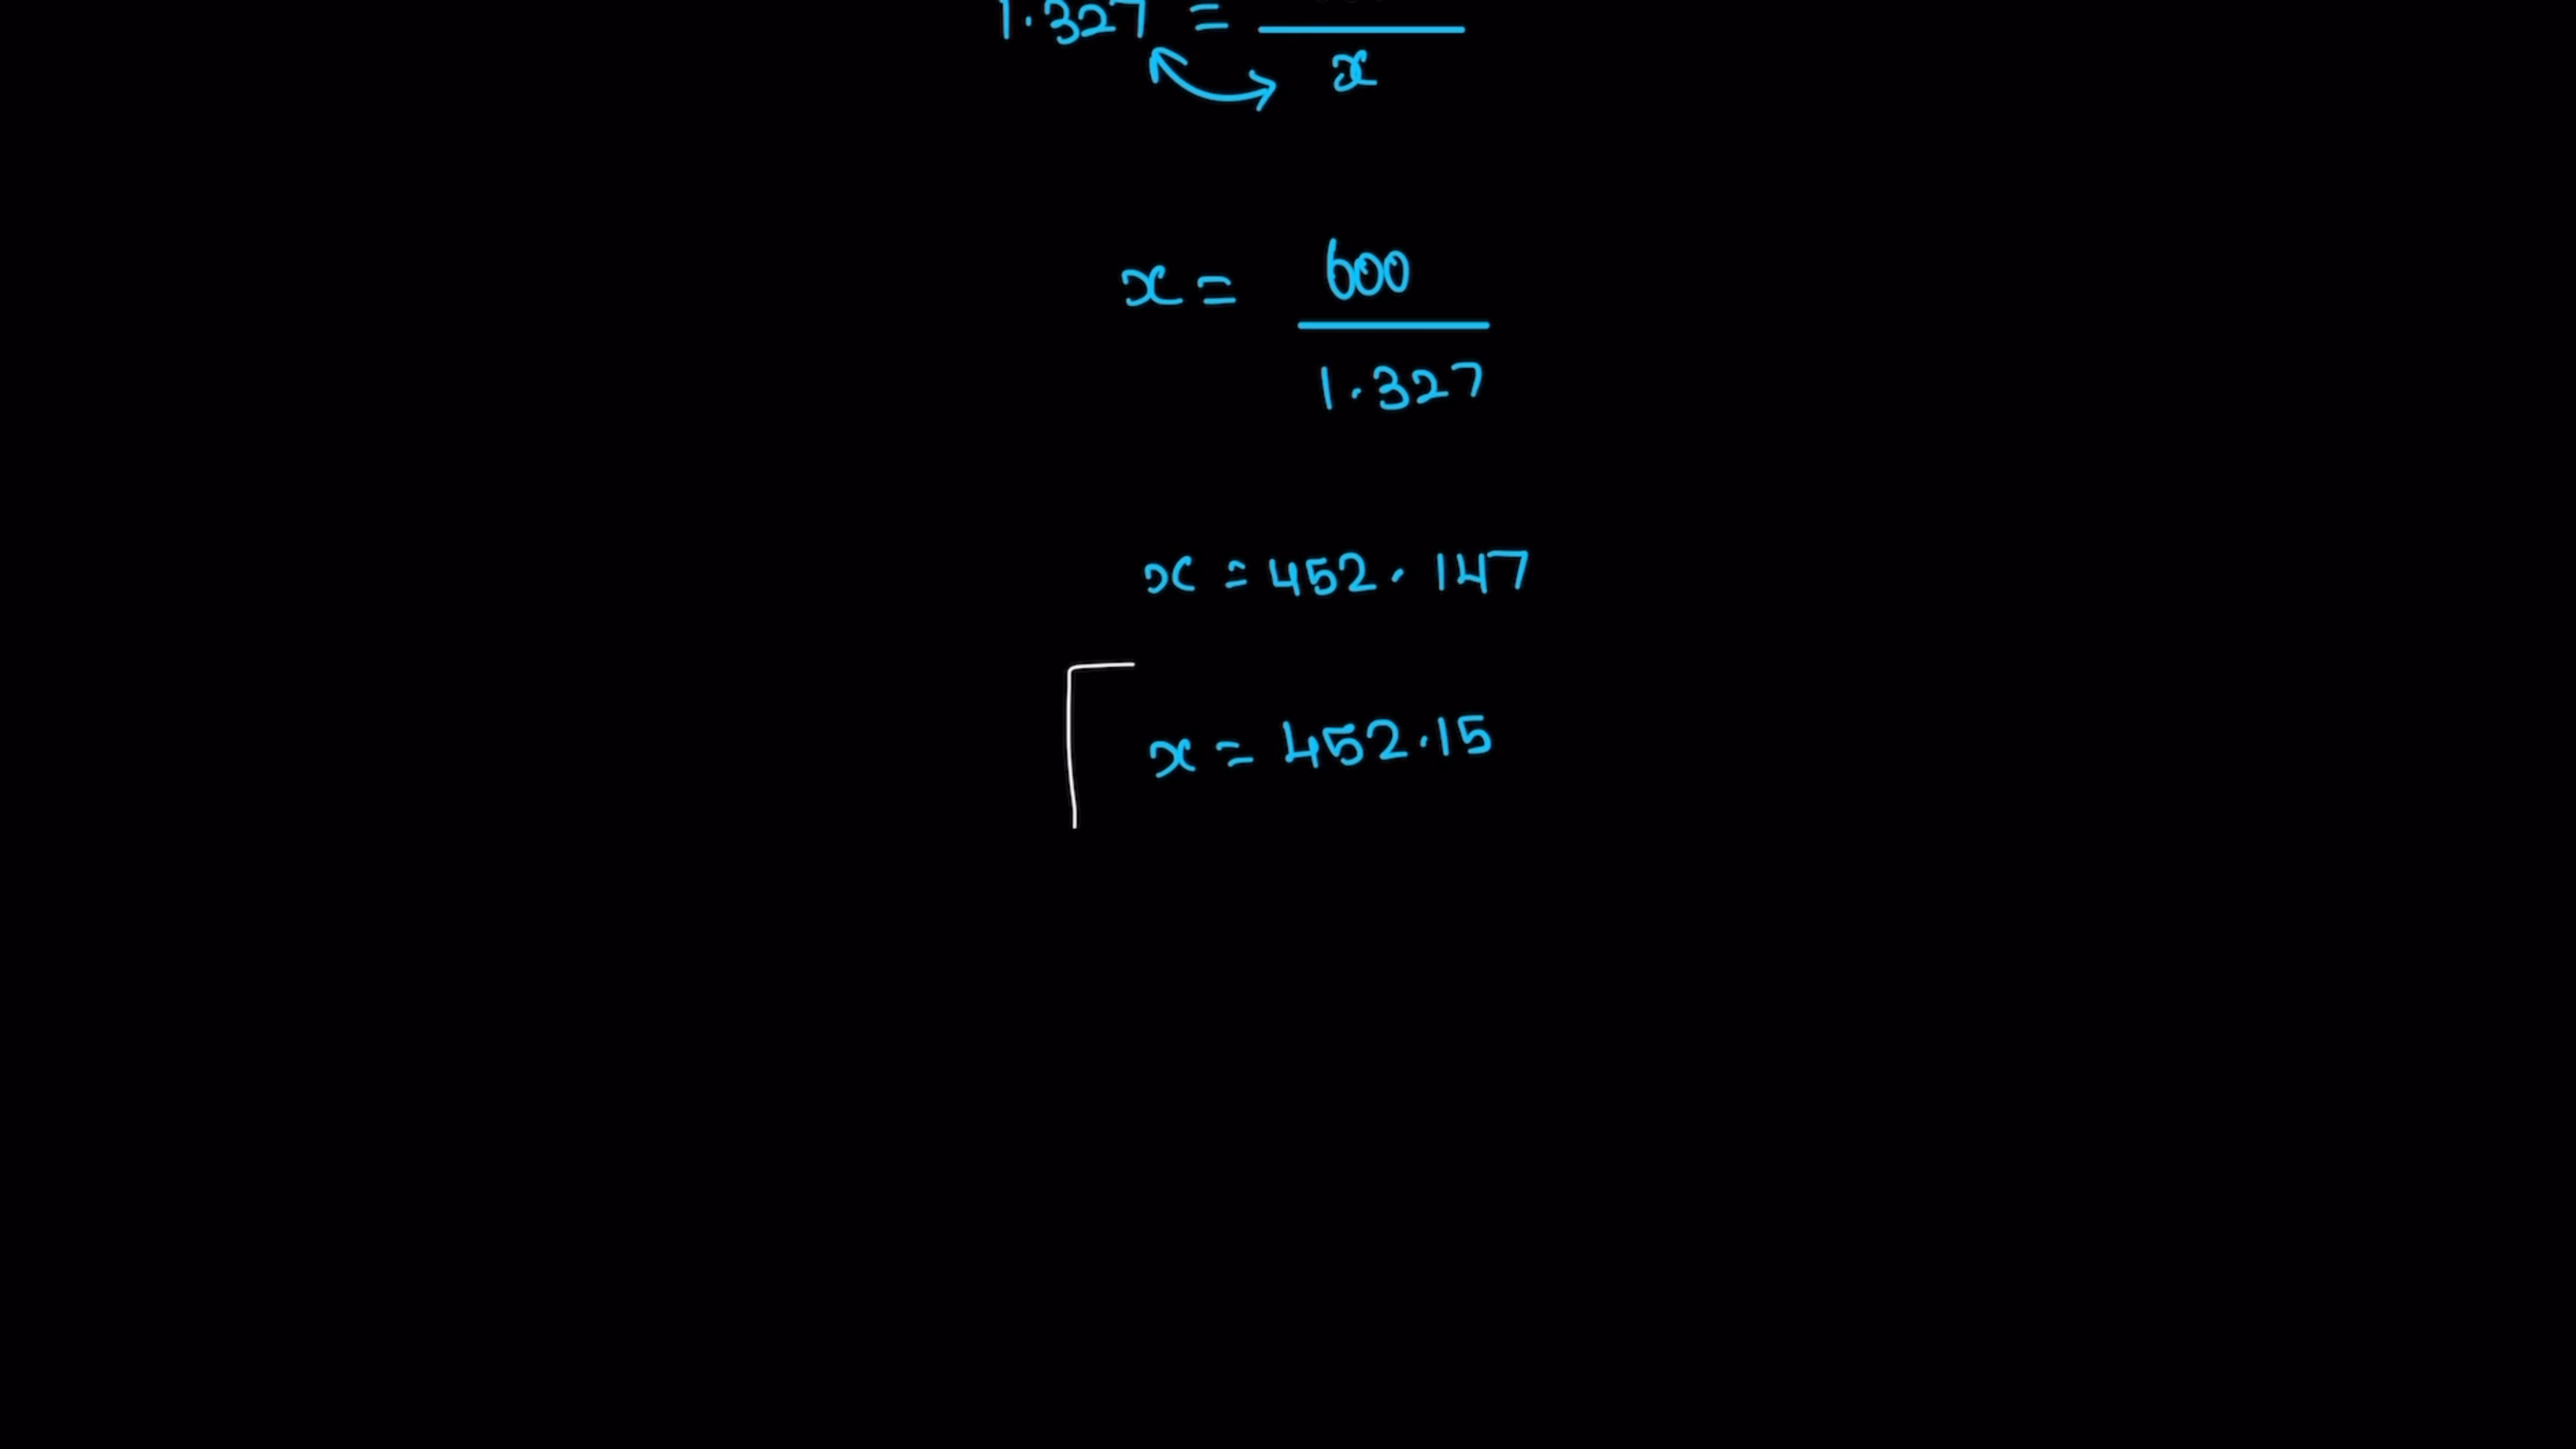 1.327 =
x
x = 600
1.327
x = 452.147
x = 452.15